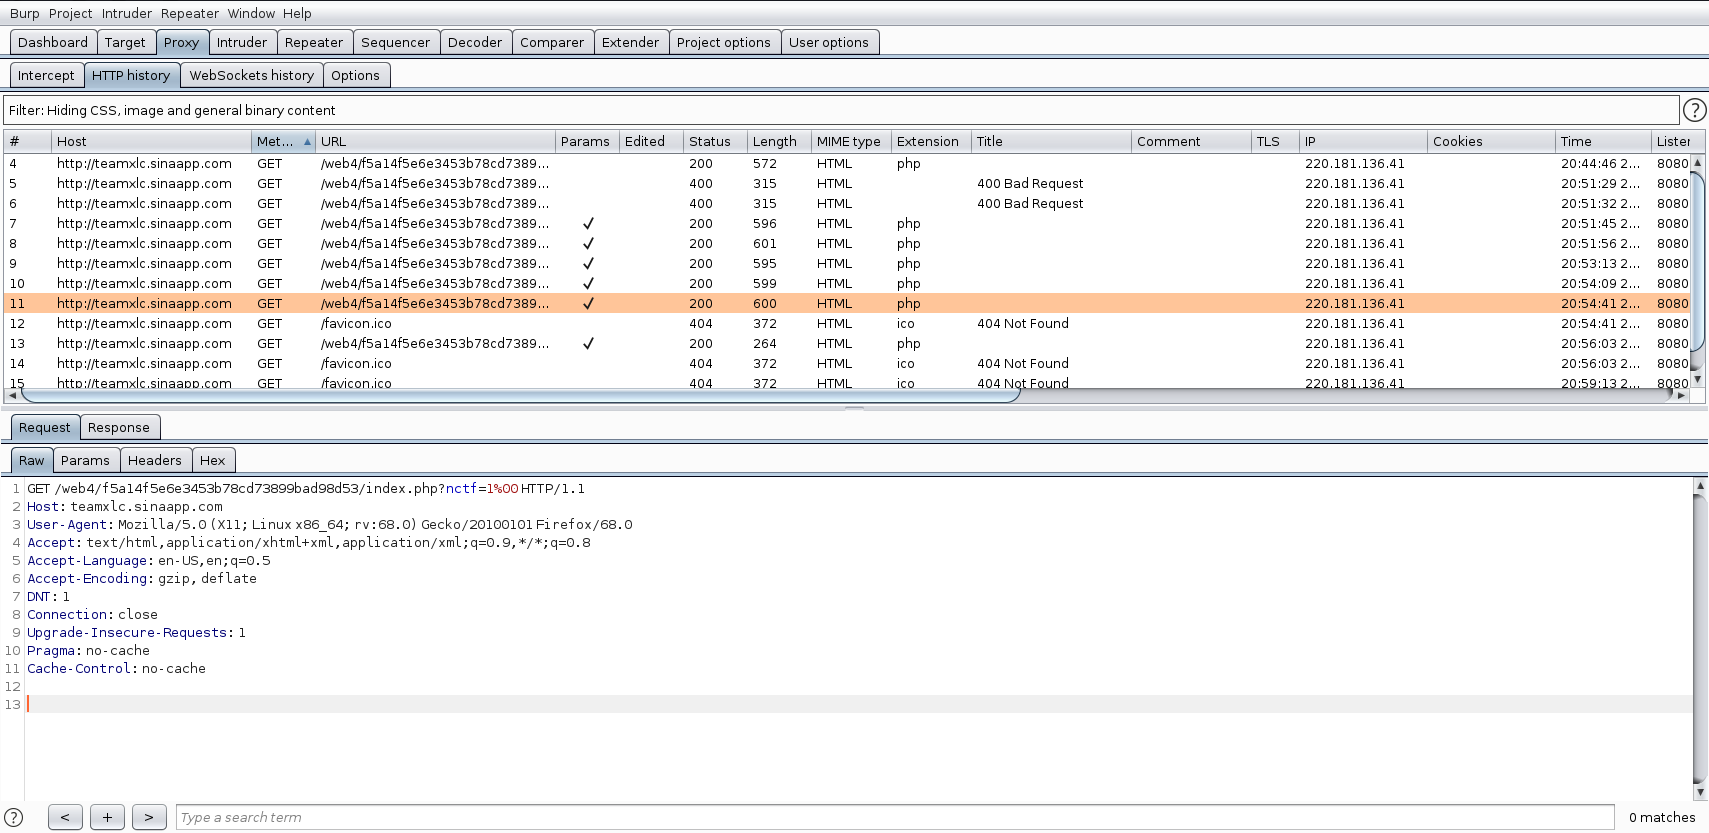 Burp Project Intruder Repeater Window Help
Dashboard Target Proxy Intruder Repeater Sequencer Decoder Comparer Extender Project options User options
Intercept HTTP history WebSockets history Options
Filter: Hiding CSS, image and general binary content ?
# Host Met... URL Params Edited Status Length MIME type Extension Title Comment TLS IP Cookies Time Lister
4 http://teamxlc.sinaapp.com GET /web4/f5a14f5e6e3453b78cd7389... 200 572 HTML php 220.181.136.41 20:44:46 2... 8080
5 http://teamxlc.sinaapp.com GET /web4/f5a14f5e6e3453b78cd7389... 400 315 HTML 400 Bad Request 220.181.136.41 20:51:29 2... 8080
6 http://teamxlc.sinaapp.com GET /web4/f5a14f5e6e3453b78cd7389... 400 315 HTML 400 Bad Request 220.181.136.41 20:51:32 2... 8080
7 http://teamxlc.sinaapp.com GET /web4/f5a14f5e6e3453b78cd7389... ✓ 200 596 HTML php 220.181.136.41 20:51:45 2... 8080
8 http://teamxlc.sinaapp.com GET /web4/f5a14f5e6e3453b78cd7389... ✓ 200 601 HTML php 220.181.136.41 20:51:56 2... 8080
9 http://teamxlc.sinaapp.com GET /web4/f5a14f5e6e3453b78cd7389... ✓ 200 595 HTML php 220.181.136.41 20:53:13 2... 8080
10 http://teamxlc.sinaapp.com GET /web4/f5a14f5e6e3453b78cd7389... ✓ 200 599 HTML php 220.181.136.41 20:54:09 2... 8080
11 http://teamxlc.sinaapp.com GET /web4/f5a14f5e6e3453b78cd7389... ✓ 200 600 HTML php 220.181.136.41 20:54:41 2... 8080
12 http://teamxlc.sinaapp.com GET /favicon.ico 404 372 HTML ico 404 Not Found 220.181.136.41 20:54:41 2... 8080
13 http://teamxlc.sinaapp.com GET /web4/f5a14f5e6e3453b78cd7389... ✓ 200 264 HTML php 220.181.136.41 20:56:03 2... 8080
14 http://teamxlc.sinaapp.com GET /favicon.ico 404 372 HTML ico 404 Not Found 220.181.136.41 20:56:03 2... 8080
15 http://teamxlc.sinaapp.com GET /favicon.ico 404 372 HTML ico 404 Not Found 220.181.136.41 20:59:13 2... 8080
Request Response
Raw Params Headers Hex
1 GET /web4/f5a14f5e6e3453b78cd73899bad98d53/index.php?nctf=1%00 HTTP/1.1
2 Host: teamxlc.sinaapp.com
3 User-Agent: Mozilla/5.0 (X11; Linux x86_64; rv:68.0) Gecko/20100101 Firefox/68.0
4 Accept: text/html,application/xhtml+xml,application/xml;q=0.9,*/*;q=0.8
5 Accept-Language: en-US,en;q=0.5
6 Accept-Encoding: gzip, deflate
7 DNT: 1
8 Connection: close
9 Upgrade-Insecure-Requests: 1
10 Pragma: no-cache
11 Cache-Control: no-cache
12
13
? < + > Type a search term 0 matches